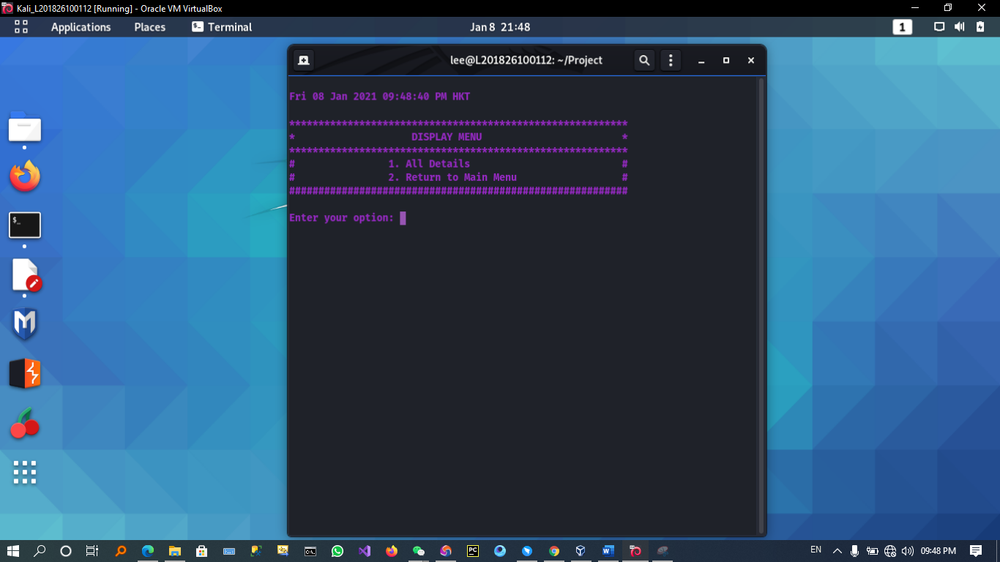 Kali_L201826100112 [Running] - Oracle VM VirtualBox
Applications Places Terminal Jan 8 21:48 1
lee@L201826100112: ~/Project
Fri 08 Jan 2021 09:48:40 PM HKT
**********************************************************
* DISPLAY MENU *
**********************************************************
# 1. All Details #
# 2. Return to Main Menu #
##########################################################
Enter your option:
$_
EN 09:48 PM